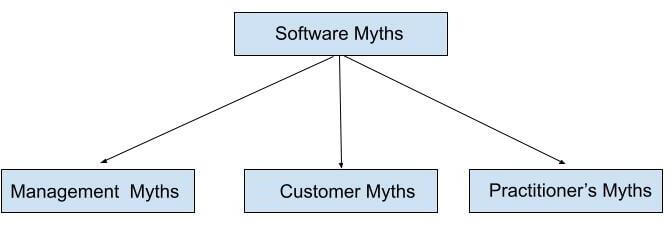 Software Myths
Management Myths
Customer Myths
Practitioner’s Myths